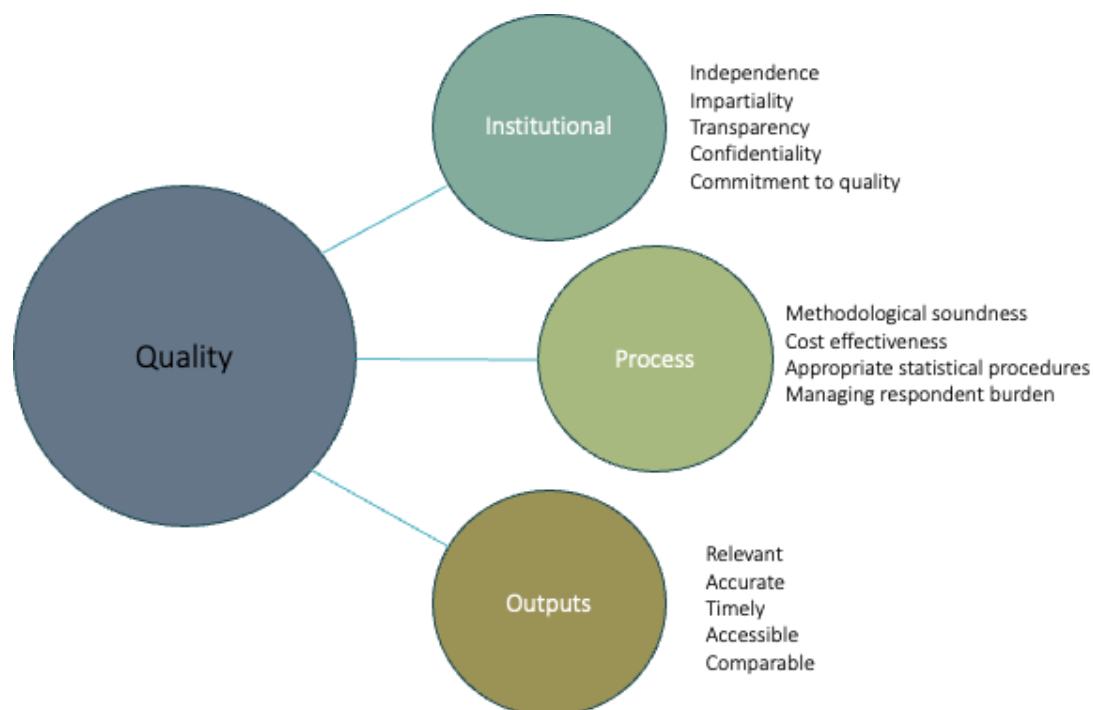 Quality
Institutional
Independence
Impartiality
Transparency
Confidentiality
Commitment to quality
Process
Methodological soundness
Cost effectiveness
Appropriate statistical procedures
Managing respondent burden
Outputs
Relevant
Accurate
Timely
Accessible
Comparable